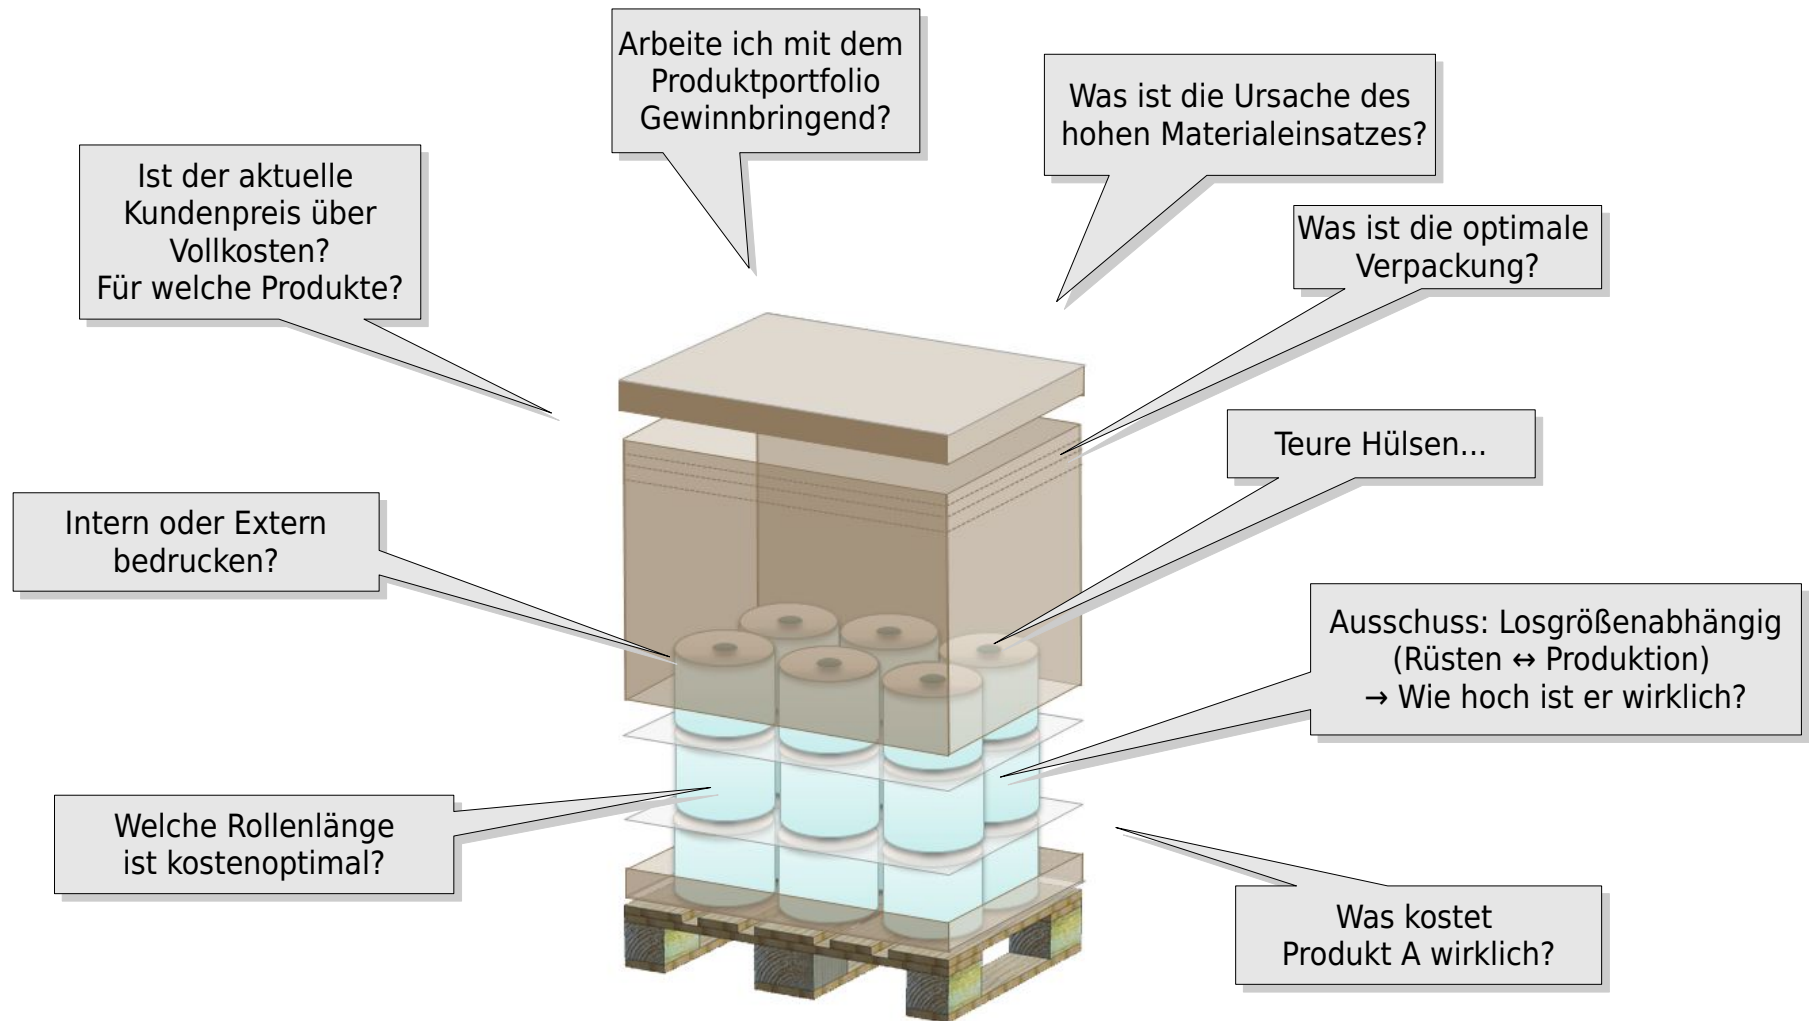 Arbeite ich mit dem
Produktportfolio
Gewinnbringend?
Was ist die Ursache des
hohen Materialeinsatzes?
Ist der aktuelle
Kundenpreis über
Vollkosten?
Für welche Produkte?
Was ist die optimale
Verpackung?
Teure Hülsen...
Intern oder Extern
bedrucken?
Ausschuss: Losgrößenabhängig
(Rüsten ↔ Produktion)
→ Wie hoch ist er wirklich?
Welche Rollenlänge
ist kostenoptimal?
Was kostet
Produkt A wirklich?